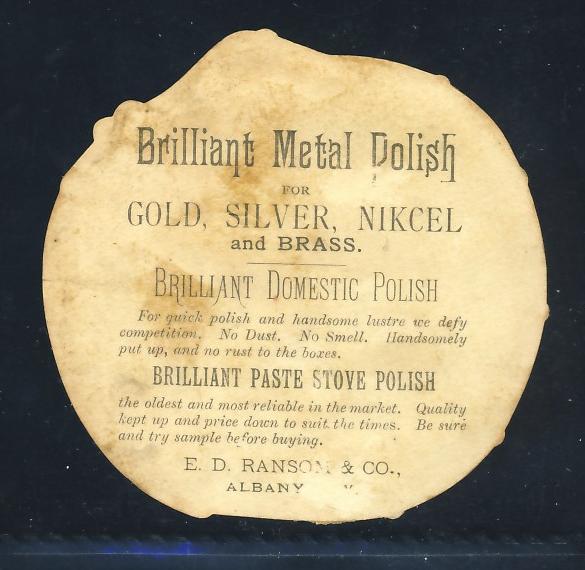 Brilliant Metal Polish
FOR
GOLD, SILVER, NIKCEL
and BRASS.
BRILLIANT DOMESTIC POLISH
For quick polish and handsome lustre we defy
competition. No Dust. No Smell. Handsomely
put up, and no rust to the boxes.
BRILLIANT PASTE STOVE POLISH
the oldest and most reliable in the market. Quality
kept up and price down to suit the times. Be sure
and try sample before buying.
E. D. RANSOM & CO.,
ALBANY